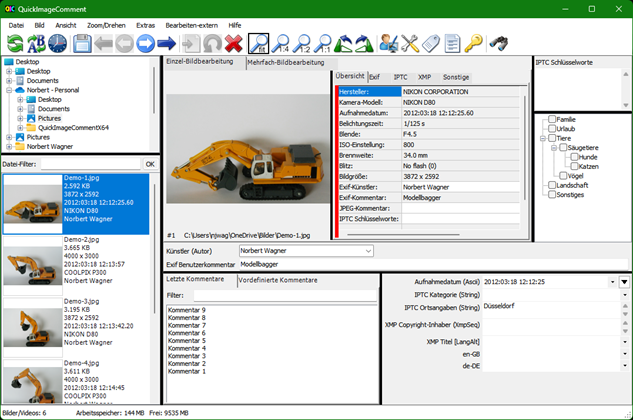 QuickImageComment
Datei Bild Ansicht Zoom/Drehen Extras Bearbeiten-extern Hilfe
fit 1:4 1:2 1:1
Desktop
Desktop
Documents
Norbert - Personal
Desktop
Documents
Pictures
QuickImageCommentX64
Pictures
Norbert Wagner
Datei-Filter: OK
Demo-1.jpg
2.592 KB
3872 x 2592
2012:03:18 12:12:25.60
NIKON D80
Norbert Wagner
Demo-2.jpg
3.665 KB
4000 x 3000
2012:03:18 12:13:57
COOLPIX P300
Norbert Wagner
Demo-3.jpg
3.195 KB
3872 x 2592
2012:03:18 12:13:42.20
NIKON D80
Norbert Wagner
Demo-4.jpg
3.611 KB
4000 x 3000
2012:03:18 12:14:45
COOLPIX P300
Norbert Wagner
Einzel-Bildbearbeitung Mehrfach-Bildbearbeitung
#1 C:\Users\njwag\OneDrive\Bilder\Demo-1.jpg
Übersicht Exif IPTC XMP Sonstige
Hersteller: NIKON CORPORATION
Kamera-Modell: NIKON D80
Aufnahmedatum: 2012:03:18 12:12:25.60
Belichtungszeit: 1/125 s
Blende: F4.5
ISO-Einstellung: 800
Brennweite: 34.0 mm
Blitz: No flash (0)
Bildgröße: 3872 x 2592
Exif-Künstler: Norbert Wagner
Exif-Kommentar: Modellbagger
JPEG-Kommentar:
IPTC Schlüsselworte:
Künstler (Autor) Norbert Wagner
Exif Benutzerkommentar Modellbagger
Letzte Kommentare Vordefinierte Kommentare
Filter:
Kommentar 9
Kommentar 8
Kommentar 7
Kommentar 6
Kommentar 5
Kommentar 4
Kommentar 3
Kommentar 2
Kommentar 1
IPTC Schlüsselworte
Familie
Urlaub
Tiere
Säugetiere
Hunde
Katzen
Vögel
Landschaft
Sonstiges
Aufnahmedatum (Ascii) 2012:03:18 12:12:25
IPTC Kategorie (String)
IPTC Ortsangaben (String) Düsseldorf
XMP Copyright-Inhaber (XmpSeq)
XMP Titel [LangAlt]
en-GB
de-DE
Bilder/Videos: 6 Arbeitsspeicher: 144 MB Frei: 9535 MB